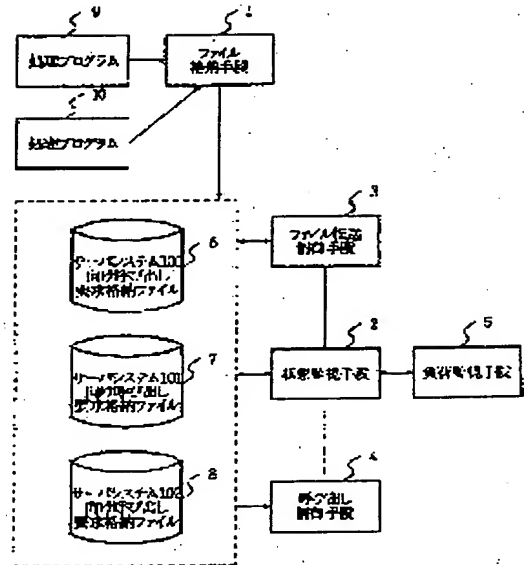 9
1
処理プログラム
ファイル
格納手段
10
処理プログラム
3
ファイル伝送
制御手段
6
サーバシステム100
向け呼び出し
要求格納ファイル
2
5
7
状態監視手段
負荷監視手段
サーバシステム101
向け呼び出し
要求格納ファイル
4
8
呼び出し
制御手段
サーバシステム102
向け呼び出し
要求格納ファイル